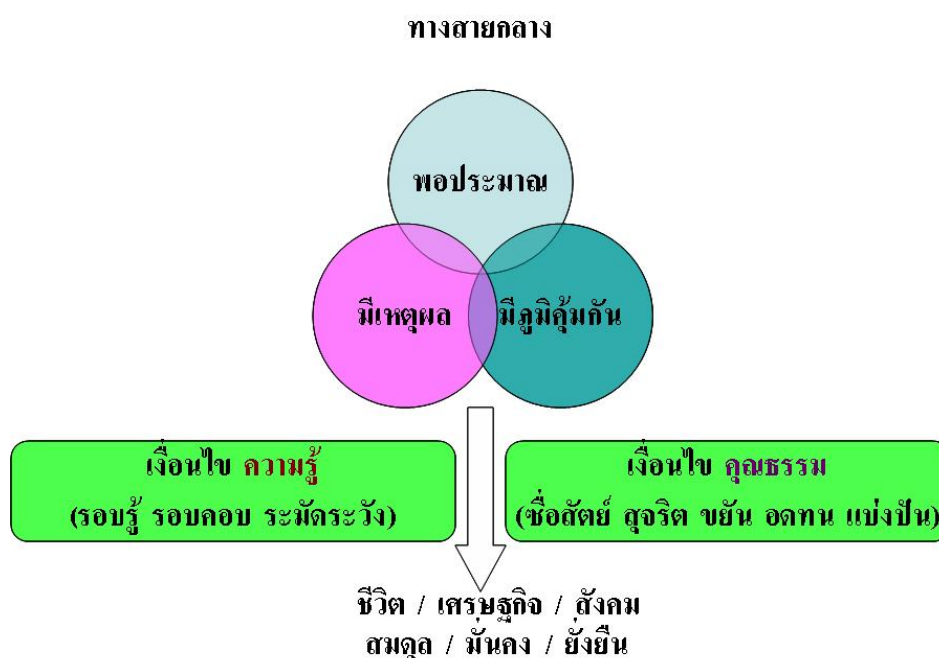 ทางสายกลาง
พอประมาณ
มีเหตุผล
มีภูมิคุ้มกัน
เงื่อนไข ความรู้
(รอบรู้ รอบคอบ ระมัดระวัง)
เงื่อนไข คุณธรรม
(ซื่อสัตย์ สุจริต ขยัน อดทน แบ่งปัน)
ชีวิต / เศรษฐกิจ / สังคม
สมดุล / มั่นคง / ยั่งยืน